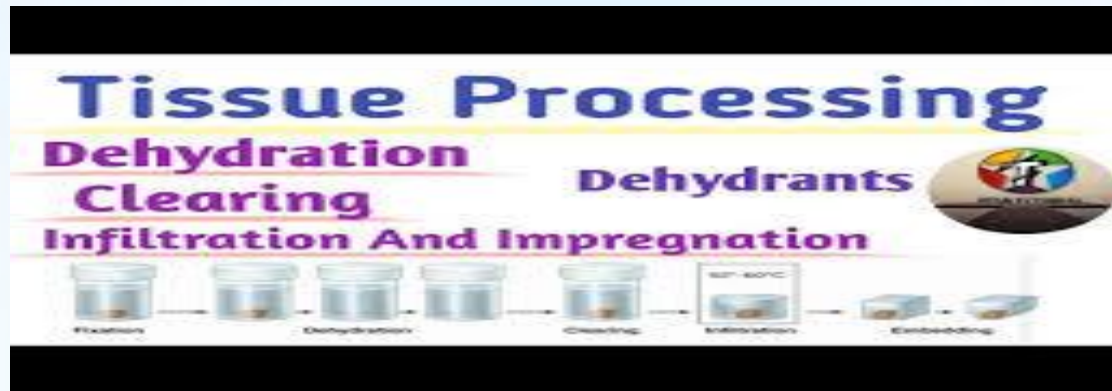 Tissue Processing
Dehydration
Dehydrants
Clearing
Infiltration And Impregnation
Fixation
Dehydration
Clearing
Infiltration
Embedding